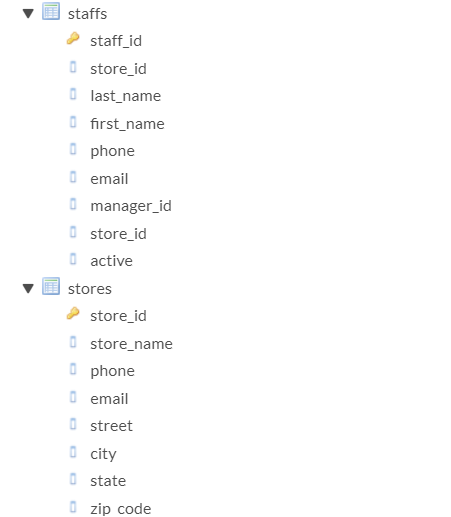 staffs
staff_id
store_id
last_name
first_name
phone
email
manager_id
store_id
active
stores
store_id
store_name
phone
email
street
city
state
zip_code